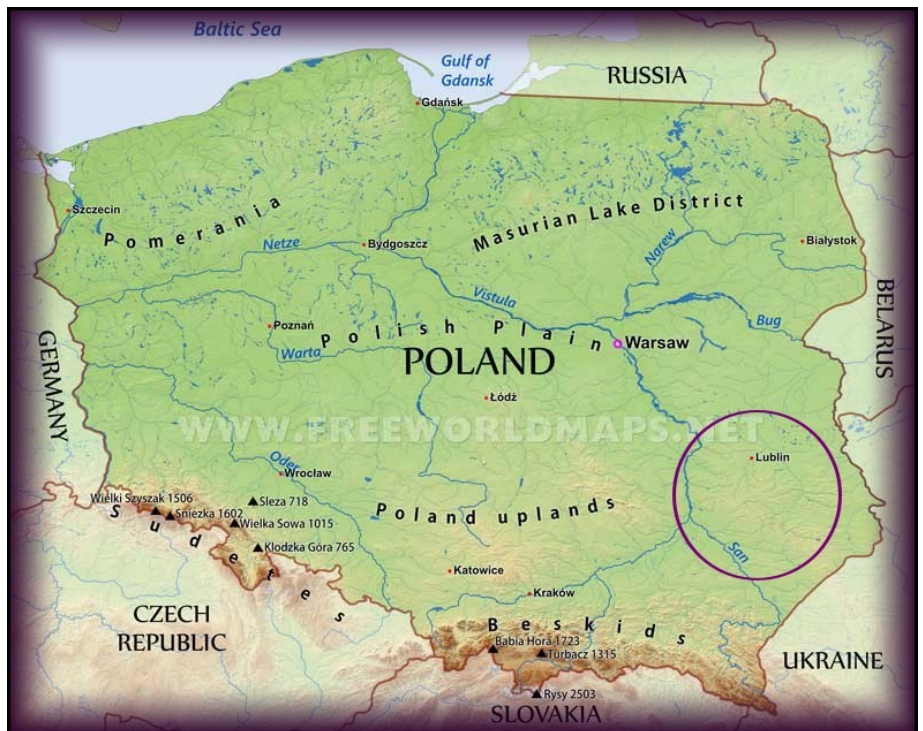 Baltic Sea
Gulf of
Gdansk
RUSSIA
Gdańsk
Szczecin
Pomerania
Masurian Lake District
Netze
Bydgoszcz
Narew
Białystok
Vistula
Bug
BELARUS
Poznań
Polish Plain
Warsaw
Warta
POLAND
GERMANY
Łódź
WWW.FREEWORLDMAPS.NET
Lublin
Oder
Wrocław
Wielki Szyszak 1506
Sleza 718
Sniezka 1602
Wielka Sowa 1015
Poland uplands
Sudetes
Klodzka Góra 765
San
Katowice
Kraków
CZECH
REPUBLIC
Beskids
Babia Hora 1723
Turbacz 1315
UKRAINE
Rysy 2503
SLOVAKIA